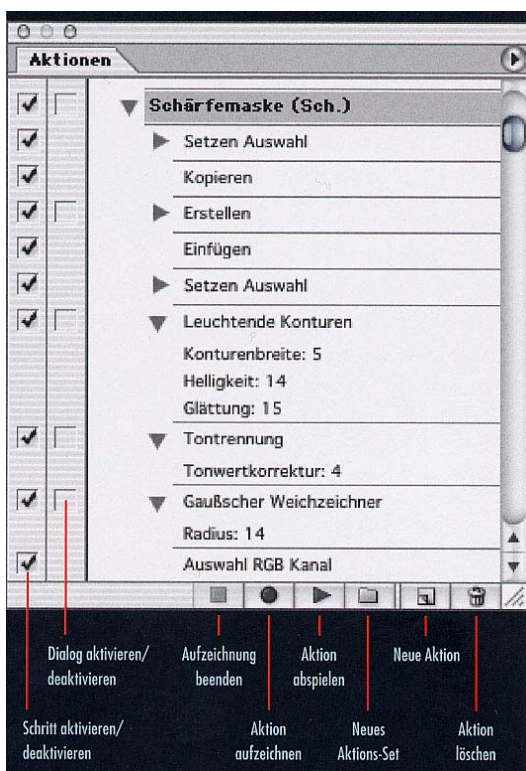 Aktionen
Schärfemaske (Sch.)
Setzen Auswahl
Kopieren
Erstellen
Einfügen
Setzen Auswahl
Leuchtende Konturen
Konturenbreite: 5
Helligkeit: 14
Glättung: 15
Tontrennung
Tonwertkorrektur: 4
Gaußscher Weichzeichner
Radius: 14
Auswahl RGB Kanal
Dialog aktivieren/
deaktivieren
Aufzeichnung
beenden
Aktion
abspielen
Neue Aktion
Schritt aktivieren/
deaktivieren
Aktion
aufzeichnen
Neues
Aktions-Set
Aktion
löschen